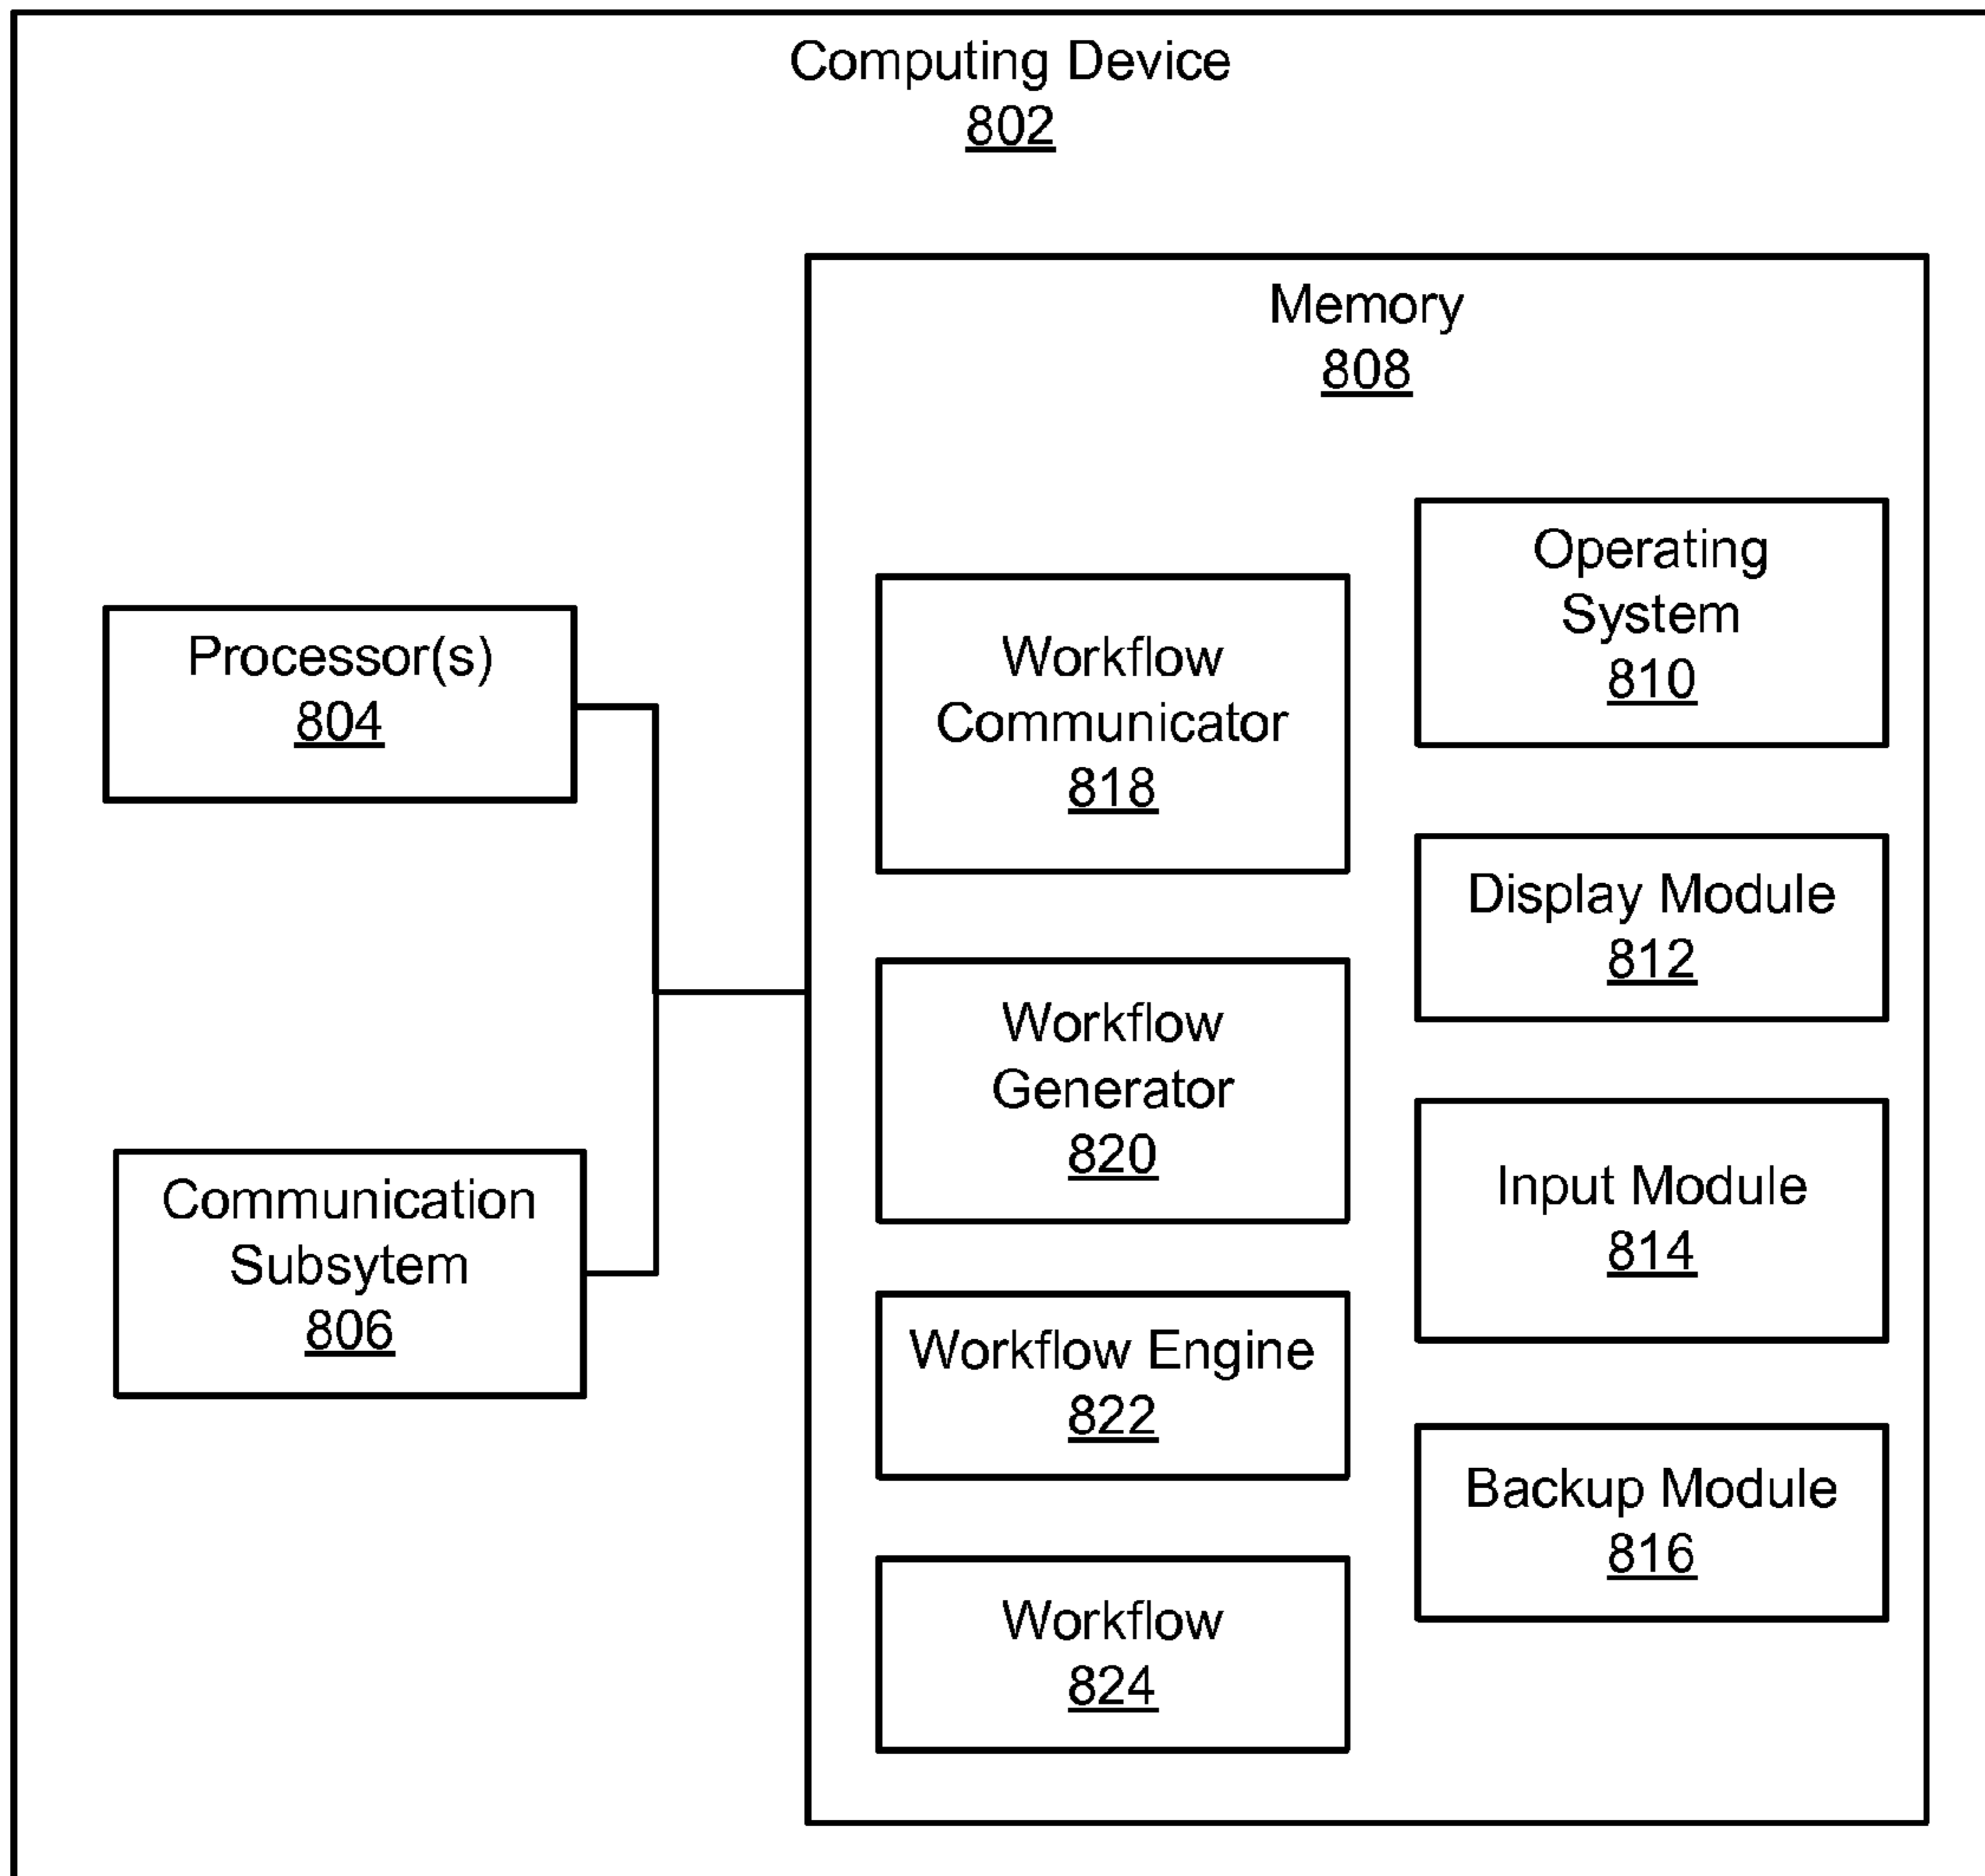 Computing Device
802
Memory
808
Processor(s)
804
Communication
Subsytem
806
Workflow
Communicator
818
Workflow
Generator
820
Workflow Engine
822
Workflow
824
Operating
System
810
Display Module
812
Input Module
814
Backup Module
816